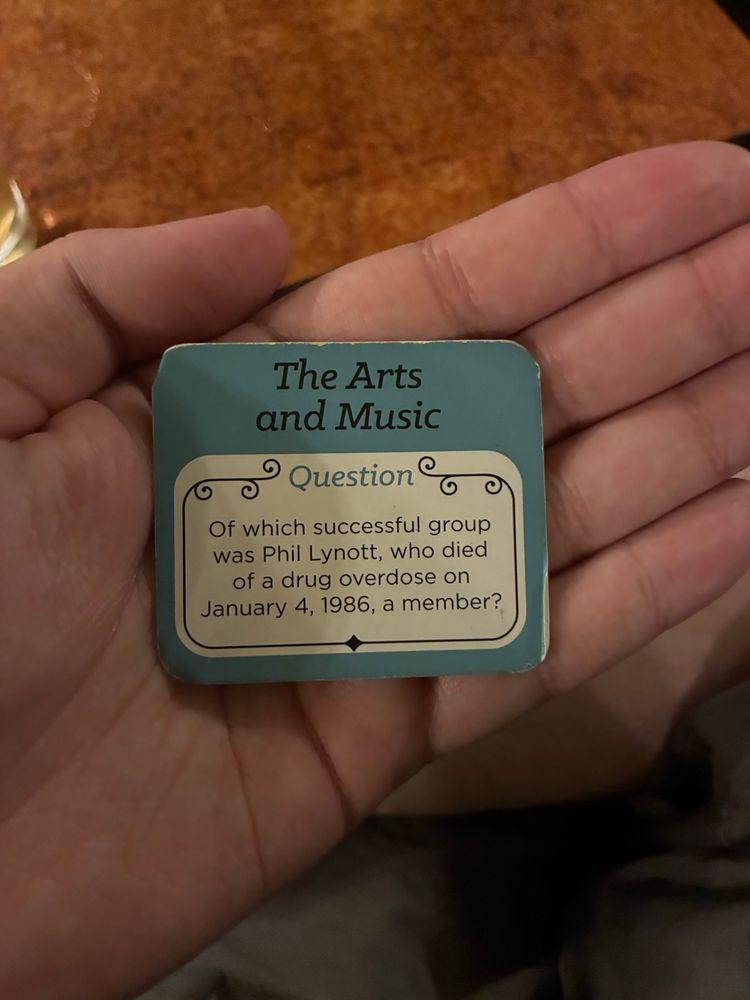 The Arts
and Music
Question
Of which successful group
was Phil Lynott, who died
of a drug overdose on
January 4, 1986, a member?